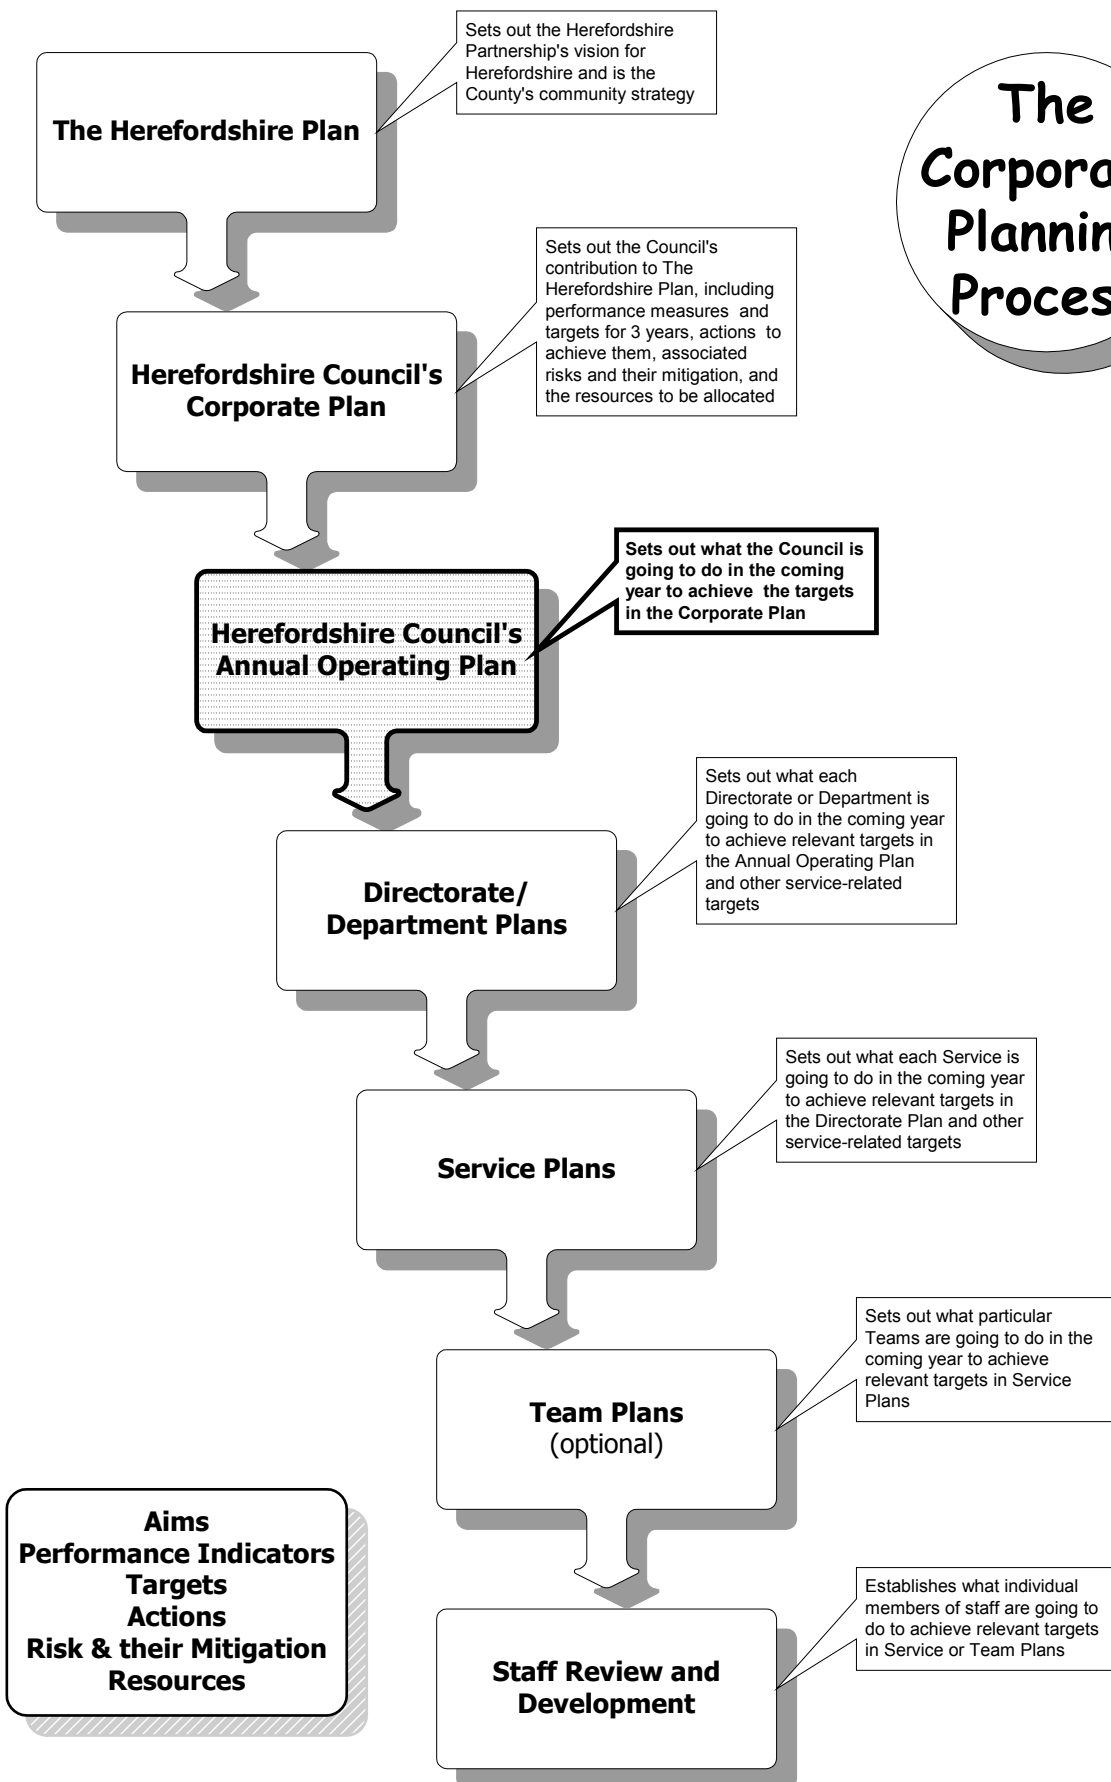 Sets out the Herefordshire
Partnership's vision for
Herefordshire and is the
County's community strategy
The Herefordshire Plan
The
Corpora
Plannin
Proces
Sets out the Council's
contribution to The
Herefordshire Plan, including
performance measures and
targets for 3 years, actions to
achieve them, associated
risks and their mitigation, and
the resources to be allocated
Herefordshire Council's
Corporate Plan
Sets out what the Council is
going to do in the coming
year to achieve the targets
in the Corporate Plan
Herefordshire Council's
Annual Operating Plan
Sets out what each
Directorate or Department is
going to do in the coming year
to achieve relevant targets in
the Annual Operating Plan
and other service-related
targets
Directorate/
Department Plans
Sets out what each Service is
going to do in the coming year
to achieve relevant targets in
the Directorate Plan and other
service-related targets
Service Plans
Sets out what particular
Teams are going to do in the
coming year to achieve
relevant targets in Service
Plans
Team Plans
(optional)
Aims
Performance Indicators
Targets
Actions
Risk & their Mitigation
Resources
Establishes what individual
members of staff are going to
do to achieve relevant targets
in Service or Team Plans
Staff Review and
Development